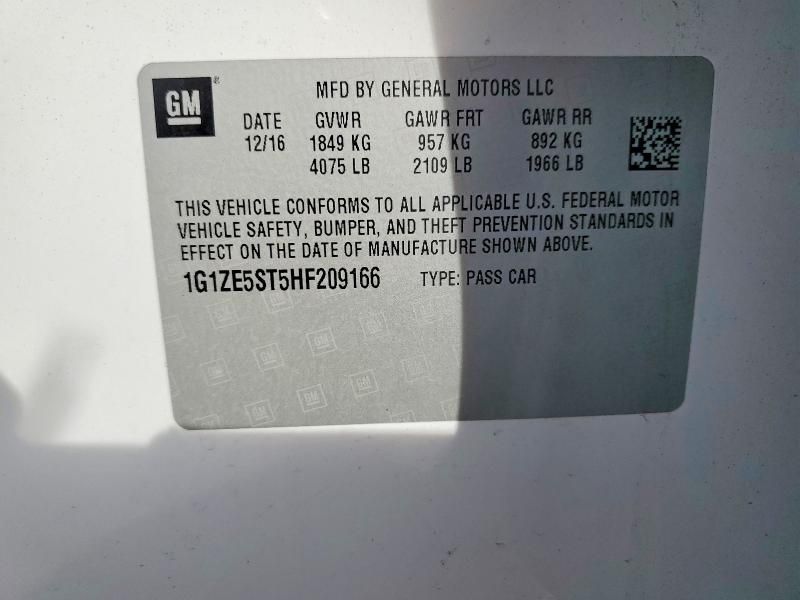 GM ®
MFD BY GENERAL MOTORS LLC
DATE GVWR GAWR FRT GAWR RR
12/16 1849 KG 957 KG 892 KG
4075 LB 2109 LB 1966 LB
THIS VEHICLE CONFORMS TO ALL APPLICABLE U.S. FEDERAL MOTOR
VEHICLE SAFETY, BUMPER, AND THEFT PREVENTION STANDARDS IN
EFFECT ON THE DATE OF MANUFACTURE SHOWN ABOVE.
1G1ZE5ST5HF209166 TYPE: PASS CAR